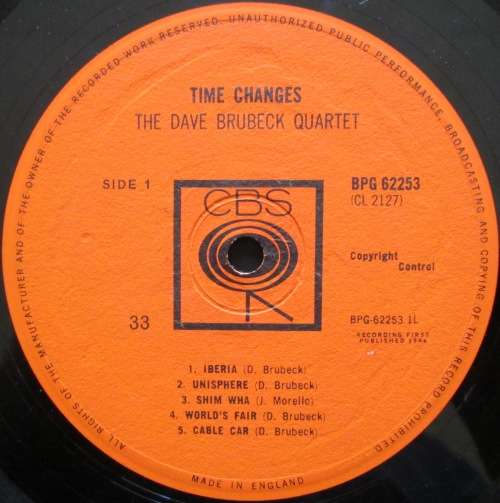 TIME CHANGES
THE DAVE BRUBECK QUARTET
SIDE 1
CBS
BPG 62253
(CL 2127)
Copyright
Control
33
BPG-62253 1L
RECORDING FIRST
PUBLISHED 1964
1. IBERIA (D. Brubeck)
2. UNISPHERE (D. Brubeck)
3. SHIM WHA (J. Morello)
4. WORLD'S FAIR (D. Brubeck)
5. CABLE CAR (D. Brubeck)
ALL RIGHTS OF THE MANUFACTURER AND OF THE OWNER OF THE RECORDED WORK RESERVED. UNAUTHORIZED PUBLIC PERFORMANCE, BROADCASTING AND COPYING OF THIS RECORD PROHIBITED.
MADE IN ENGLAND